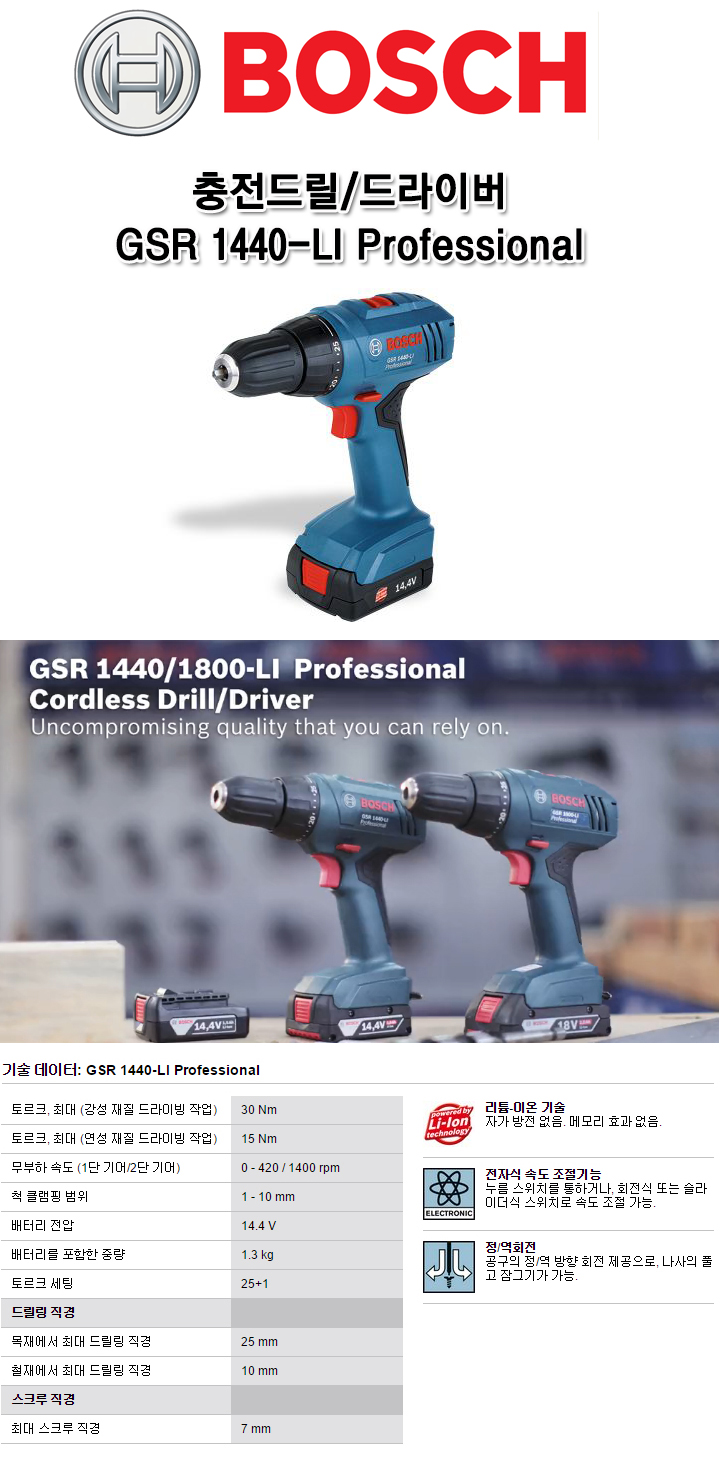 BOSCH
충전드릴/드라이버
GSR 1440-LI Professional
25
20
BOSCH
GSR 1440-LI
Professional
14,4V
GSR 1440/1800-LI Professional
Cordless Drill/Driver
Uncompromising quality that you can rely on.
25
20
BOSCH
GSR 1440-LI
Professional
25
20
BOSCH
GSR 1800-LI
Professional
BOSCH
14,4V
BOSCH
14,4V
BOSCH
18V
기술 데이터: GSR 1440-LI Professional
토르크, 최대 (강성 재질 드라이빙 작업) 30 Nm
토르크, 최대 (연성 재질 드라이빙 작업) 15 Nm
무부하 속도 (1단 기어/2단 기어) 0 - 420 / 1400 rpm
척 클램핑 범위 1 - 10 mm
배터리 전압 14.4 V
배터리를 포함한 중량 1.3 kg
토르크 세팅 25+1
드릴링 직경
목재에서 최대 드릴링 직경 25 mm
철재에서 최대 드릴링 직경 10 mm
스크루 직경
최대 스크루 직경 7 mm
powered by
Li-Ion
technology
리튬-이온 기술
자가 방전 없음. 메모리 효과 없음.
ELECTRONIC
전자식 속도 조절기능
누름 스위치를 통하거나, 회전식 또는 슬라
이더식 스위치로 속도 조절 가능.
정/역회전
공구의 정/역 방향 회전 제공으로, 나사의 풀
고 잠그기가 가능.